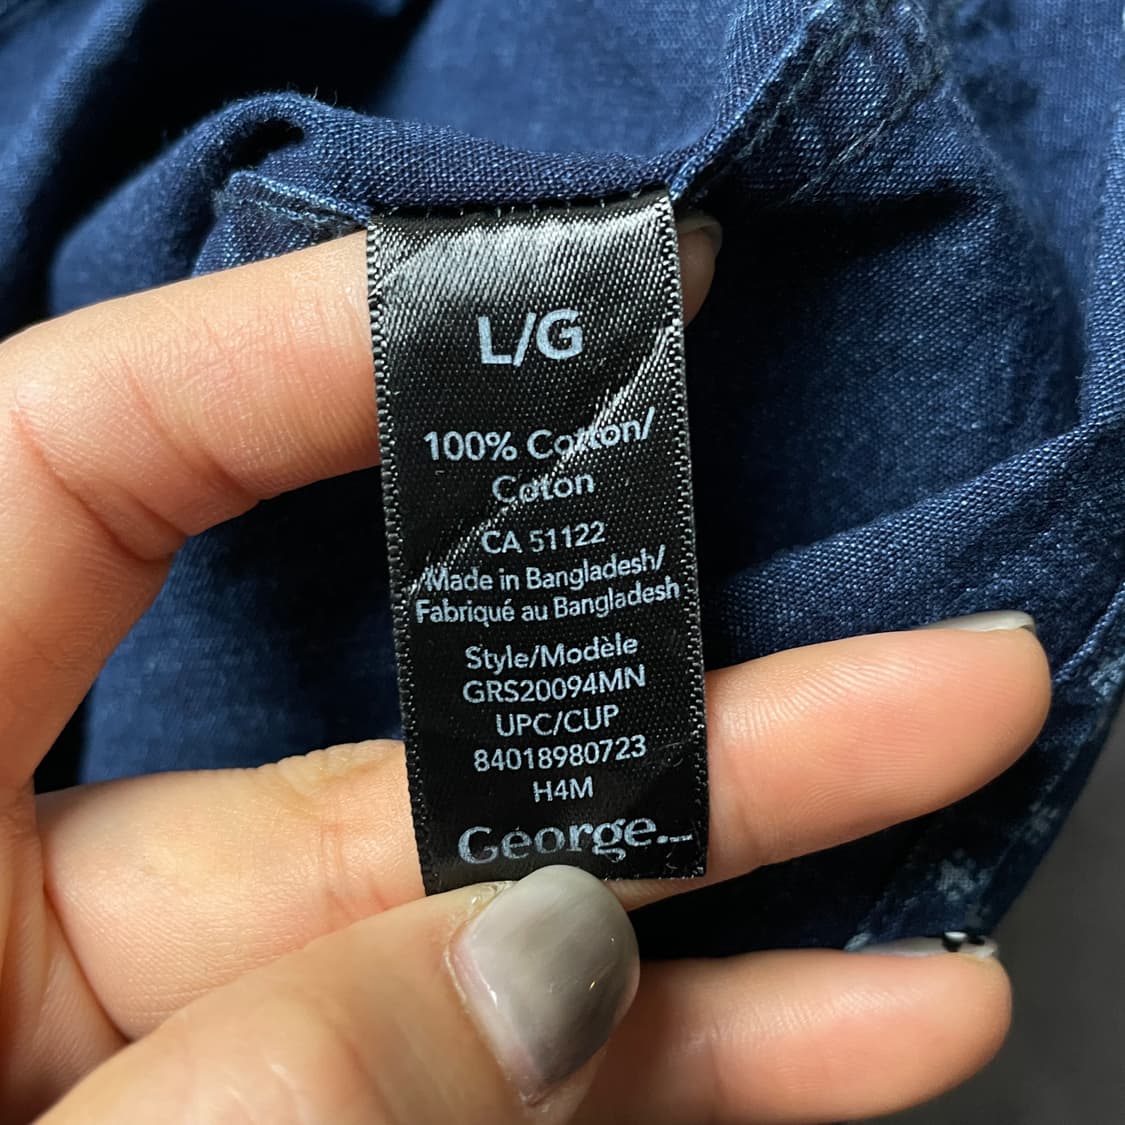 L/G
100% Cotton/
Coton
CA 51122
Made in Bangladesh/
Fabriqué au Bangladesh
Style/Modèle
GRS20094MN
UPC/CUP
84018980723
H4M
George